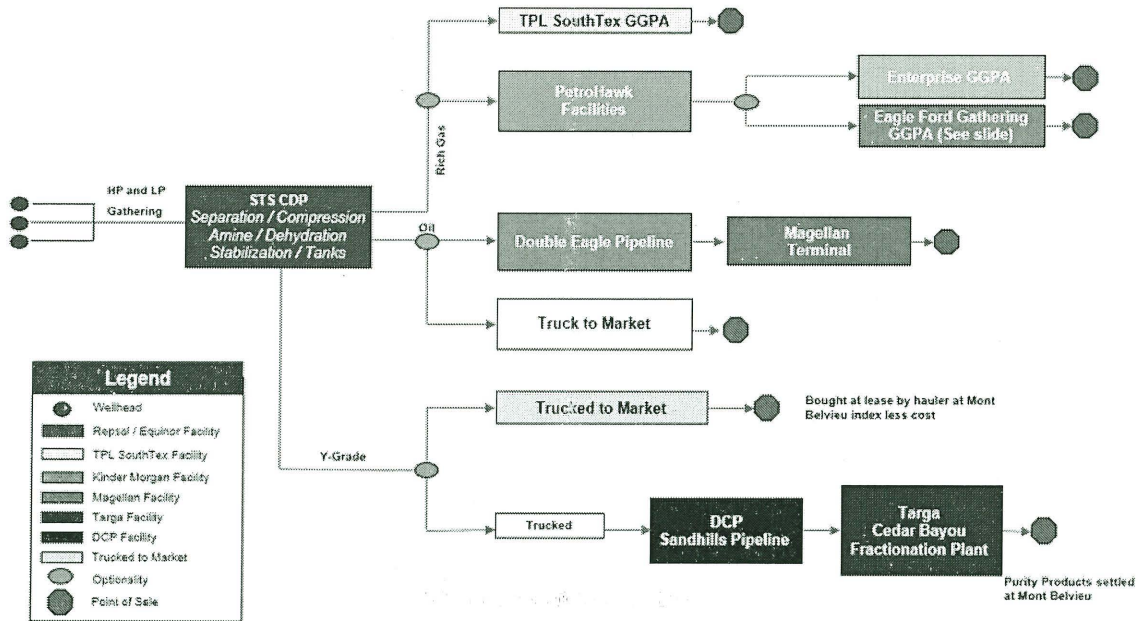 TPL SouthTex GGPA
PetroHawk
Facilities
Enterprise GGPA
Eagle Ford Gathering
GGPA (See slide)
Rich Gas
HP and LP
Gathering
STS CDP
Separation / Compression
Amine / Dehydration
Stabilization / Tanks
Oil
Double Eagle Pipeline
Magellan
Terminal
Truck to Market
Trucked to Market
Bought at lease by hauler at Mont
Belvieu index less cost
Y-Grade
Trucked
DCP
Sandhills Pipeline
Targa
Cedar Bayou
Fractionation Plant
Purity Products settled
at Mont Belvieu
Legend
Wellhead
Repsol / Equinor Facility
TPL SouthTex Facility
Kinder Morgan Facility
Magellan Facility
Targa Facility
DCP Facility
Trucked to Market
Optionality
Point of Sale